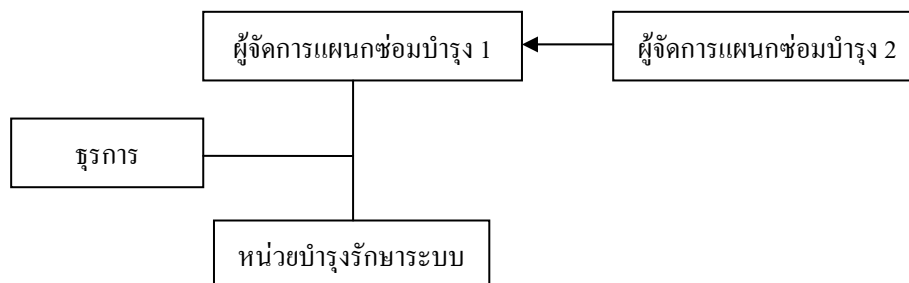 ผู้จัดการแผนกซ่อมบำรุง 1
ผู้จัดการแผนกซ่อมบำรุง 2
ธุรการ
หน่วยบำรุงรักษาระบบ